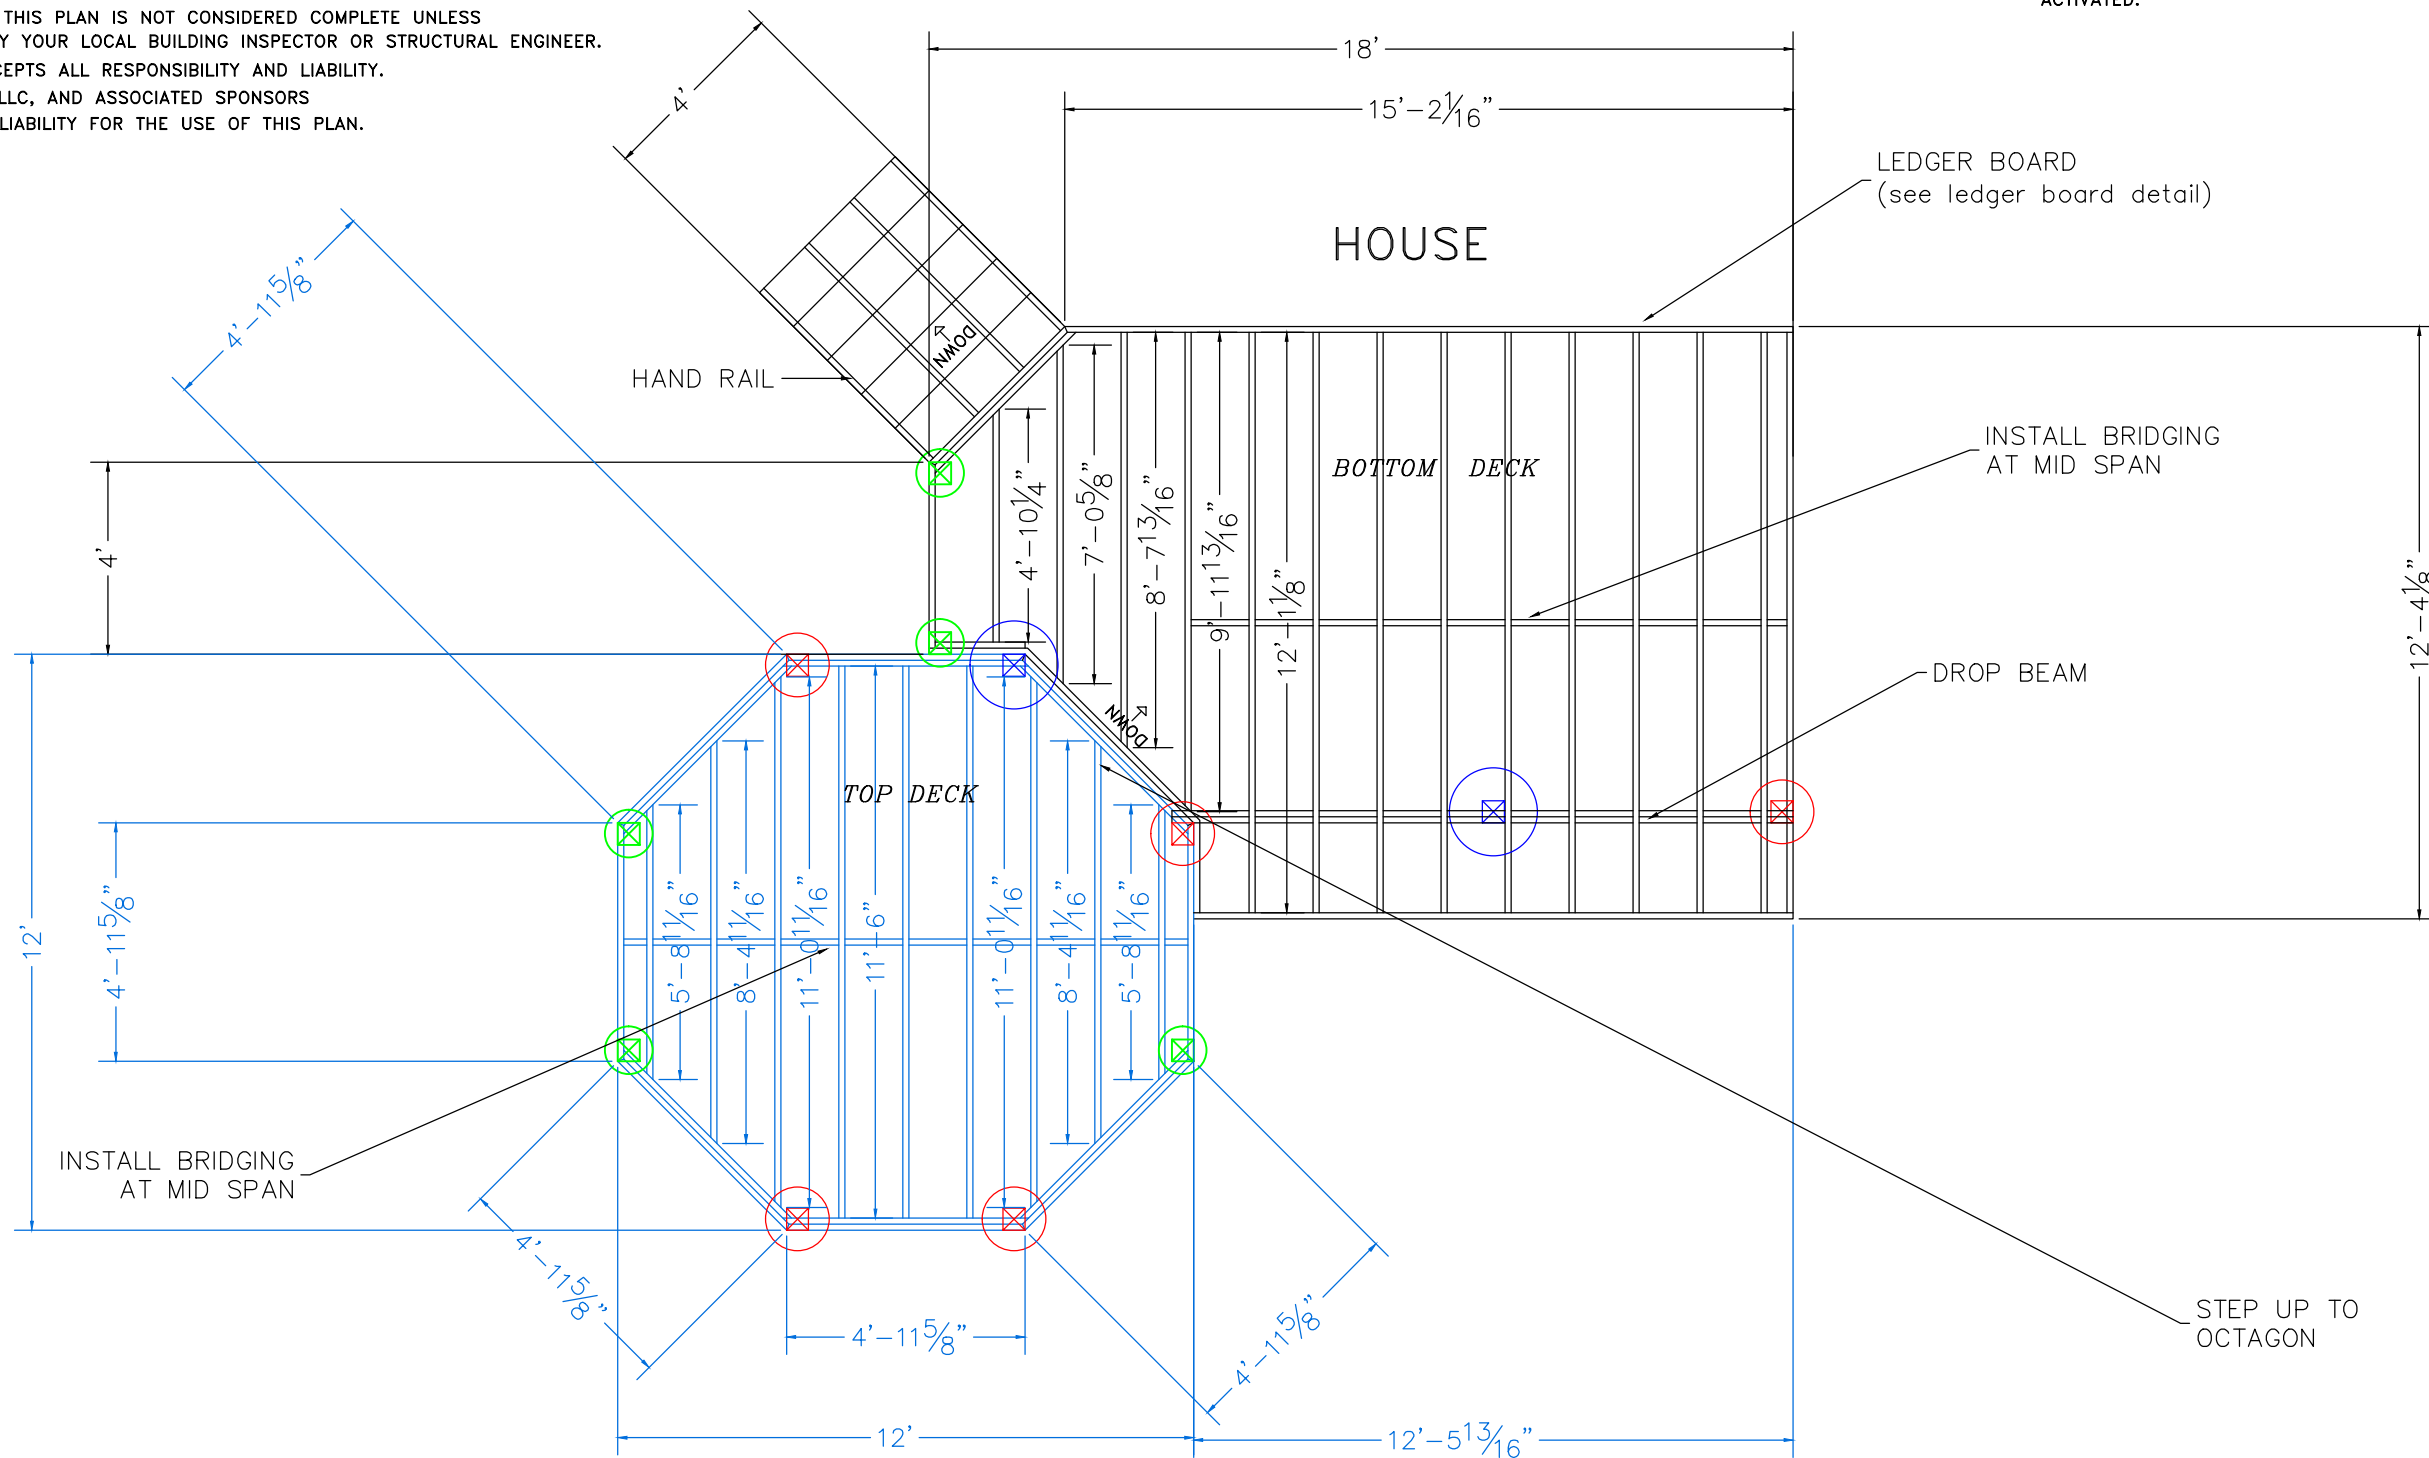 THIS PLAN IS NOT CONSIDERED COMPLETE UNLESS
Y YOUR LOCAL BUILDING INSPECTOR OR STRUCTURAL ENGINEER.
CEPTS ALL RESPONSIBILITY AND LIABILITY.
LLC, AND ASSOCIATED SPONSORS
LIABILITY FOR THE USE OF THIS PLAN.
ACTIVATED.
18'
15'-2 1/16"
4'
LEDGER BOARD
(see ledger board detail)
HOUSE
4'-11 5/8"
DOWN
HAND RAIL
INSTALL BRIDGING
AT MID SPAN
BOTTOM DECK
4'
4'-10 1/4"
7'-0 5/8"
8'-7 13/16"
9'-11 13/16"
12'-1 1/8"
12'-4 1/8"
DROP BEAM
DOWN
TOP DECK
12'
4'-11 5/8"
5'-8 11/16"
8'-4 11/16"
11'-0 11/16"
11'-6"
11'-0 11/16"
8'-4 11/16"
5'-8 11/16"
INSTALL BRIDGING
AT MID SPAN
4'-11 5/8"
4'-11 5/8"
4'-11 5/8"
STEP UP TO
OCTAGON
12'
12'-5 13/16"